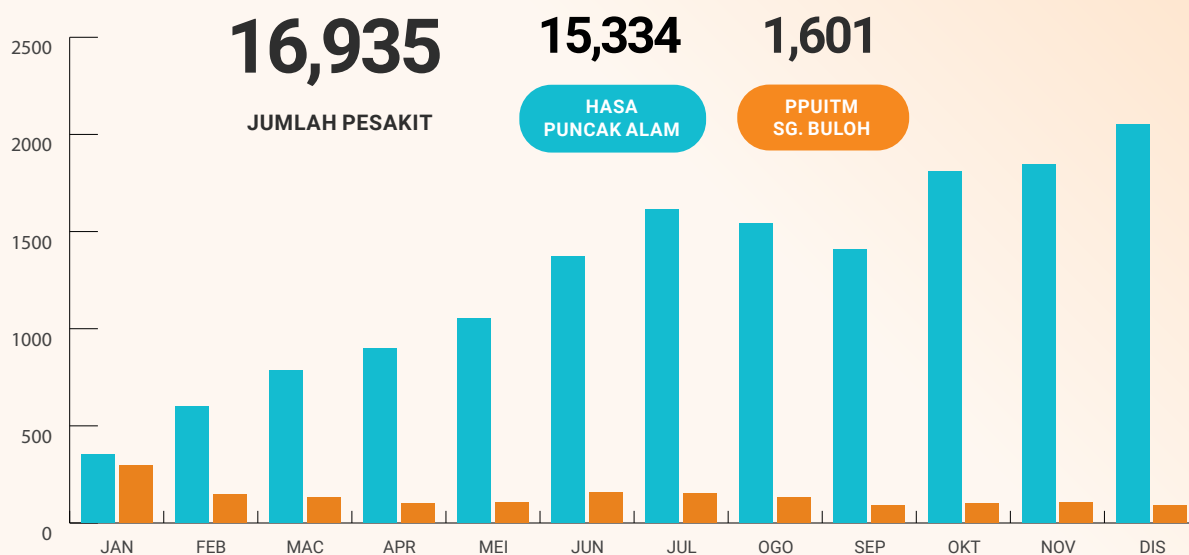 16,935
JUMLAH PESAKIT
15,334
HASA
PUNCAK ALAM
1,601
PPUITM
SG. BULOH
2500
2000
1500
1000
500
0
JAN FEB MAC APR MEI JUN JUL OGO SEP OKT NOV DIS